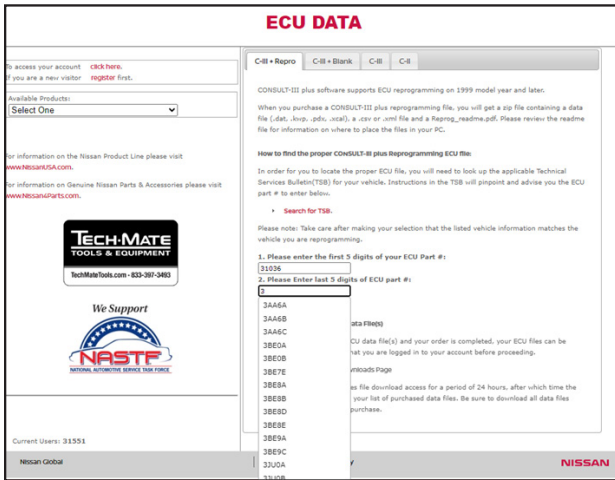 ECU DATA
To access your account click here.
If you are a new visitor register first.
Available Products:
Select One
For information on the Nissan Product Line please visit
www.NissanUSA.com.
For information on Genuine Nissan Parts & Accessories please visit
www.Nissan4Parts.com.
TECH-MATE
TOOLS & EQUIPMENT
TechMateTools.com - 833-397-3493
We Support
NASTF
NATIONAL AUTOMOTIVE SERVICE TASK FORCE
Current Users: 31551
C-III + Repro
C-III + Blank
C-III
C-II
CONSULT-III plus software supports ECU reprogramming on 1999 model year and later.
When you purchase a CONSULT-III plus reprogramming file, you will get a zip file containing a data
file (.dat, .kwp, .pdx, .xcal), a .csv or .xml file and a Reprog_readme.pdf. Please review the readme
file for information on where to place the files in your PC.
How to find the proper CONSULT-III plus Reprogramming ECU file:
In order for you to locate the proper ECU file, you will need to look up the applicable Technical
Services Bulletin(TSB) for your vehicle. Instructions in the TSB will pinpoint and advise you the ECU
part # to enter below.
Search for TSB.
Please note: Take care after making your selection that the listed vehicle information matches the
vehicle you are reprogramming.
1. Please enter the first 5 digits of your ECU Part #:
31036
2. Please Enter last 5 digits of ECU part #:
3
3AA6A
3AA6B
3AA6C
3BE0A
3BE0B
3BE7E
3BE8A
3BE8B
3BE8D
3BE8E
3BE9A
3BE9C
3JU0A
3JU0B
ata File(s)
CU data file(s) and your order is completed, your ECU files can be
hat you are logged in to your account before proceeding.
wnloads Page
es file download access for a period of 24 hours, after which time the
your list of purchased data files. Be sure to download all data files
purchase.
Nissan Global
y
NISSAN